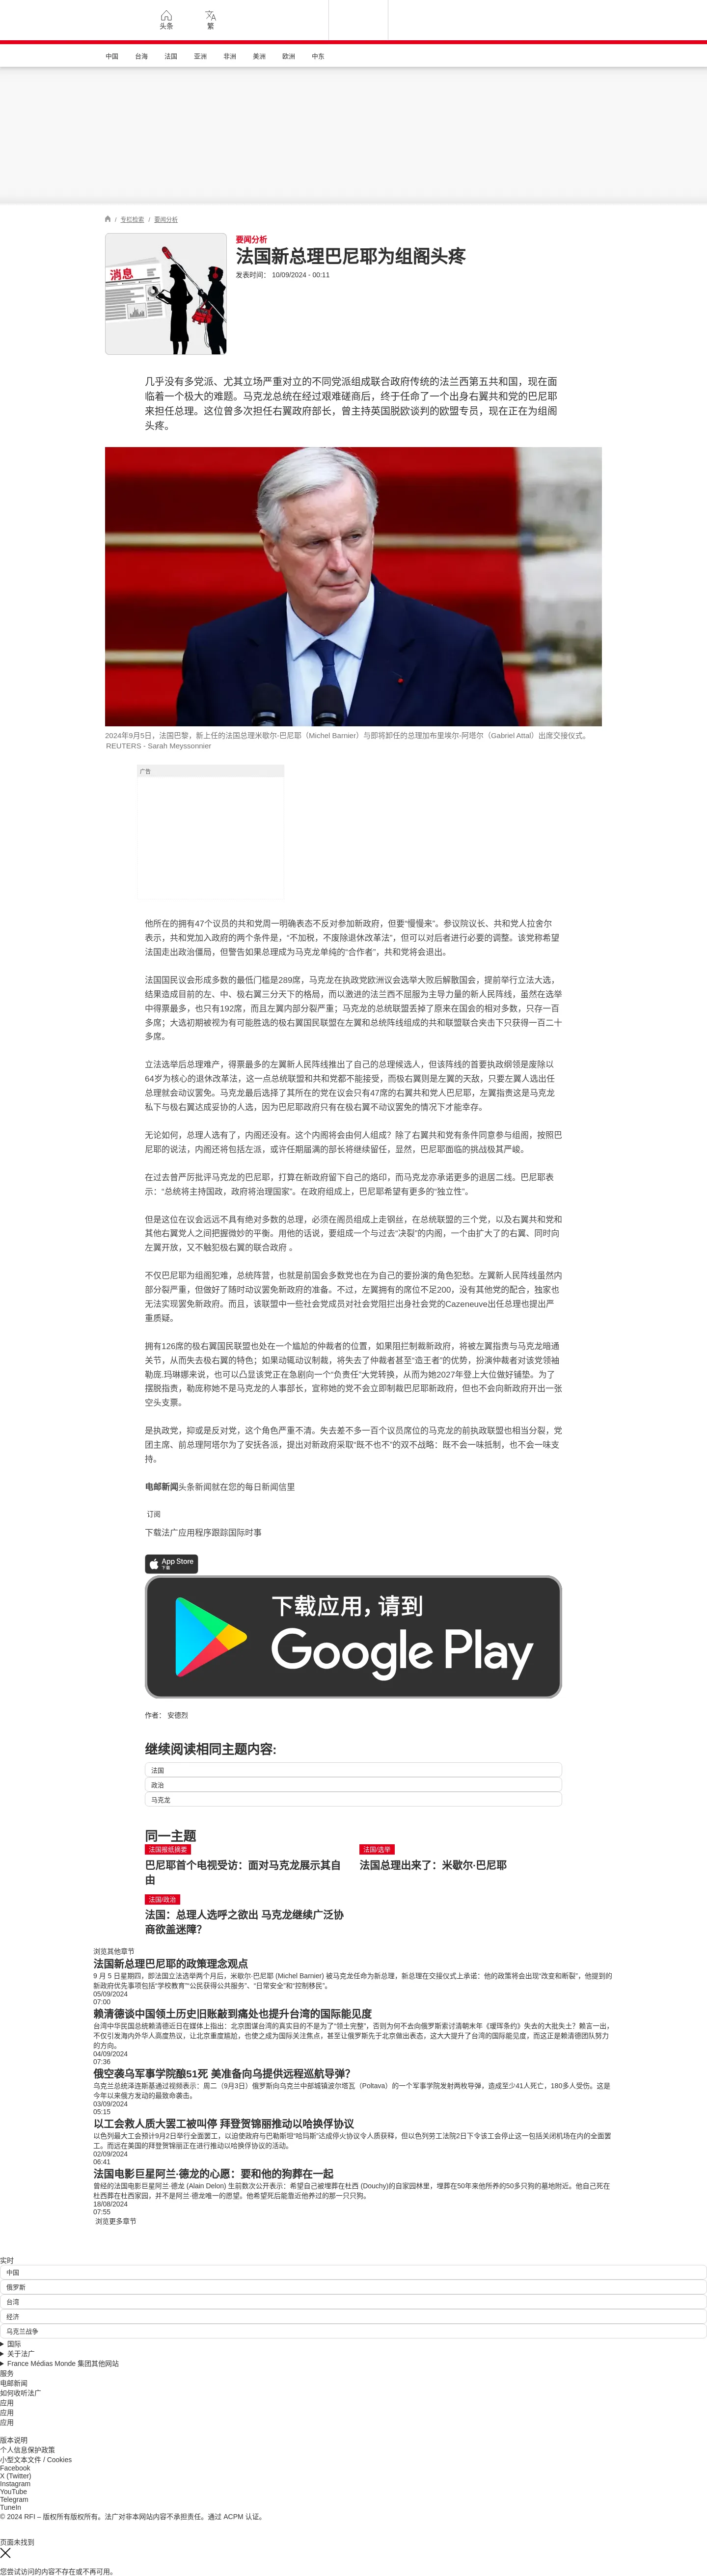 头条
繁
中国
台海
法国
亚洲
非洲
美洲
欧洲
中东
/ 专栏检索 / 要闻分析
消息
要闻分析
法国新总理巴尼耶为组阁头疼
发表时间： 10/09/2024 - 00:11
几乎没有多党派、尤其立场严重对立的不同党派组成联合政府传统的法兰西第五共和国，现在面
临着一个极大的难题。马克龙总统在经过艰难磋商后，终于任命了一个出身右翼共和党的巴尼耶
来担任总理。这位曾多次担任右翼政府部长，曾主持英国脱欧谈判的欧盟专员，现在正在为组阁
头疼。
2024年9月5日，法国巴黎，新上任的法国总理米歇尔·巴尼耶（Michel Barnier）与即将卸任的总理加布里埃尔·阿塔尔（Gabriel Attal）出席交接仪式。
REUTERS - Sarah Meyssonnier
广告
他所在的拥有47个议员的共和党周一明确表态不反对参加新政府，但要“慢慢来”。参议院议长、共和党人拉舍尔
表示，共和党加入政府的两个条件是，“不加税，不废除退休改革法”，但可以对后者进行必要的调整。该党称希望
法国走出政治僵局，但警告如果总理成为马克龙单纯的“合作者”，共和党将会退出。
法国国民议会形成多数的最低门槛是289席，马克龙在执政党欧洲议会选举大败后解散国会，提前举行立法大选，
结果造成目前的左、中、极右翼三分天下的格局，而以激进的法兰西不屈服为主导力量的新人民阵线，虽然在选举
中得票最多，也只有192席，而且左翼内部分裂严重；马克龙的总统联盟丢掉了原来在国会的相对多数，只存一百
多席；大选初期被视为有可能胜选的极右翼国民联盟在左翼和总统阵线组成的共和联盟联合夹击下只获得一百二十
多席。
立法选举后总理难产，得票最多的左翼新人民阵线推出了自己的总理候选人，但该阵线的首要执政纲领是废除以
64岁为核心的退休改革法，这一点总统联盟和共和党都不能接受，而极右翼则是左翼的天敌，只要左翼人选出任
总理就会动议罢免。马克龙最后选择了其所在的党在议会只有47席的右翼共和党人巴尼耶，左翼指责这是马克龙
私下与极右翼达成妥协的人选，因为巴尼耶政府只有在极右翼不动议罢免的情况下才能幸存。
无论如何，总理人选有了，内阁还没有。这个内阁将会由何人组成？除了右翼共和党有条件同意参与组阁，按照巴
尼耶的说法，内阁还将包括左派，或许任期届满的部长将继续留任，显然，巴尼耶面临的挑战极其严峻。
在过去曾严厉批评马克龙的巴尼耶，打算在新政府留下自己的烙印，而马克龙亦承诺更多的退居二线。巴尼耶表
示：“总统将主持国政，政府将治理国家”。在政府组成上，巴尼耶希望有更多的“独立性”。
但是这位在议会远远不具有绝对多数的总理，必须在阁员组成上走钢丝，在总统联盟的三个党，以及右翼共和党和
其他右翼党人之间把握微妙的平衡。用他的话说，要组成一个与过去“决裂”的内阁，一个由扩大了的右翼、同时向
左翼开放，又不触犯极右翼的联合政府 。
不仅巴尼耶为组阁犯难，总统阵营，也就是前国会多数党也在为自己的要扮演的角色犯愁。左翼新人民阵线虽然内
部分裂严重，但做好了随时动议罢免新政府的准备。不过，左翼拥有的席位不足200，没有其他党的配合，独家也
无法实现罢免新政府。而且，该联盟中一些社会党成员对社会党阻拦出身社会党的Cazeneuve出任总理也提出严
重质疑。
拥有126席的极右翼国民联盟也处在一个尴尬的仲裁者的位置，如果阻拦制裁新政府，将被左翼指责与马克龙暗通
关节，从而失去极右翼的特色；如果动辄动议制裁，将失去了仲裁者甚至“造王者”的优势，扮演仲裁者对该党领袖
勒庞.玛琳娜来说，也可以凸显该党正在急剧向一个“负责任”大党转换，从而为她2027年登上大位做好铺垫。为了
摆脱指责，勒庞称她不是马克龙的人事部长，宣称她的党不会立即制裁巴尼耶新政府，但也不会向新政府开出一张
空头支票。
是执政党，抑或是反对党，这个角色严重不清。失去差不多一百个议员席位的马克龙的前执政联盟也相当分裂，党
团主席、前总理阿塔尔为了安抚各派，提出对新政府采取“既不也不”的双不战略：既不会一味抵制，也不会一味支
持。
电邮新闻头条新闻就在您的每日新闻信里
订阅
下载法广应用程序跟踪国际时事
App Store
下载
下载应用，请到
Google Play
作者： 安德烈
继续阅读相同主题内容:
法国
政治
马克龙
同一主题
法国报纸摘要
巴尼耶首个电视受访：面对马克龙展示其自
由
法国/选举
法国总理出来了：米歇尔·巴尼耶
法国/政治
法国：总理人选呼之欲出 马克龙继续广泛协
商欲盖迷障？
浏览其他章节
法国新总理巴尼耶的政策理念观点
9 月 5 日星期四，即法国立法选举两个月后，米歇尔·巴尼耶 (Michel Barnier) 被马克龙任命为新总理，新总理在交接仪式上承诺：他的政策将会出现“改变和断裂”，他提到的
新政府优先事项包括“学校教育”“公民获得公共服务”、“日常安全”和“控制移民”。
05/09/2024
07:00
赖清德谈中国领土历史旧账敲到痛处也提升台湾的国际能见度
台湾中华民国总统赖清德近日在媒体上指出：北京图谋台湾的真实目的不是为了“领土完整”，否则为何不去向俄罗斯索讨清朝末年《瑷珲条约》失去的大批失土？赖言一出，
不仅引发海内外华人高度热议，让北京重度尴尬，也使之成为国际关注焦点，甚至让俄罗斯先于北京做出表态，这大大提升了台湾的国际能见度，而这正是赖清德团队努力
的方向。
04/09/2024
07:36
俄空袭乌军事学院酿51死 美准备向乌提供远程巡航导弹？
乌克兰总统泽连斯基通过视频表示：周二（9月3日）俄罗斯向乌克兰中部城镇波尔塔瓦（Poltava）的一个军事学院发射两枚导弹，造成至少41人死亡，180多人受伤。这是
今年以来俄方发动的最致命袭击。
03/09/2024
05:15
以工会救人质大罢工被叫停 拜登贺锦丽推动以哈换俘协议
以色列最大工会预计9月2日举行全面罢工，以迫使政府与巴勒斯坦“哈玛斯”达成停火协议令人质获释，但以色列劳工法院2日下令该工会停止这一包括关闭机场在内的全面罢
工。而远在美国的拜登贺锦丽正在进行推动以哈换俘协议的活动。
02/09/2024
06:41
法国电影巨星阿兰·德龙的心愿：要和他的狗葬在一起
曾经的法国电影巨星阿兰·德龙 (Alain Delon) 生前数次公开表示：希望自己被埋葬在杜西 (Douchy)的自家园林里，埋葬在50年来他所养的50多只狗的墓地附近。他自己死在
杜西葬在杜西家园，并不是阿兰·德龙唯一的愿望。他希望死后能靠近他养过的那一只只狗。
18/08/2024
07:55
浏览更多章节
实时
中国
俄罗斯
台湾
经济
乌克兰战争
国际
关于法广
France Médias Monde 集团其他网站
服务
电邮新闻
如何收听法广
应用
应用
应用
版本说明
个人信息保护政策
小型文本文件 / Cookies
Facebook
X (Twitter)
Instagram
YouTube
Telegram
TuneIn
© 2024 RFI – 版权所有版权所有。法广对非本网站内容不承担责任。通过 ACPM 认证。
页面未找到
您尝试访问的内容不存在或不再可用。